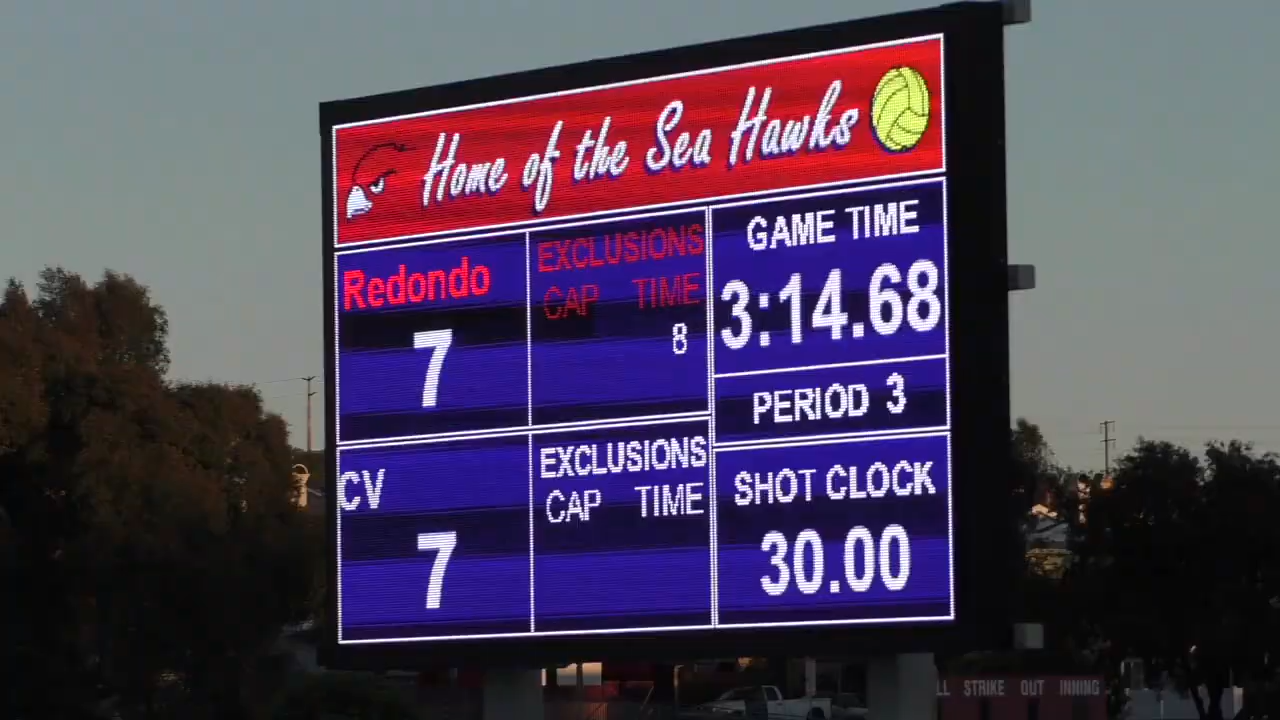 Home of the Sea Hawks
Redondo
7
EXCLUSIONS
CAP TIME
8
GAME TIME
3:14.68
PERIOD 3
CV
7
EXCLUSIONS
CAP TIME
SHOT CLOCK
30.00
LL STRIKE OUT INNING